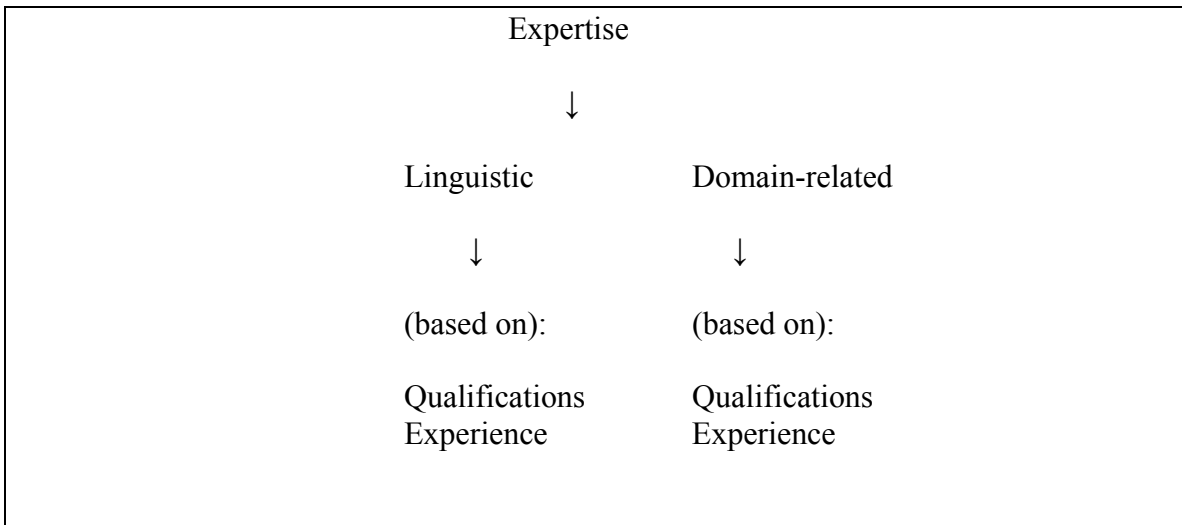 Expertise
↓
Linguistic Domain-related
↓ ↓
(based on): (based on):
Qualifications Qualifications
Experience Experience